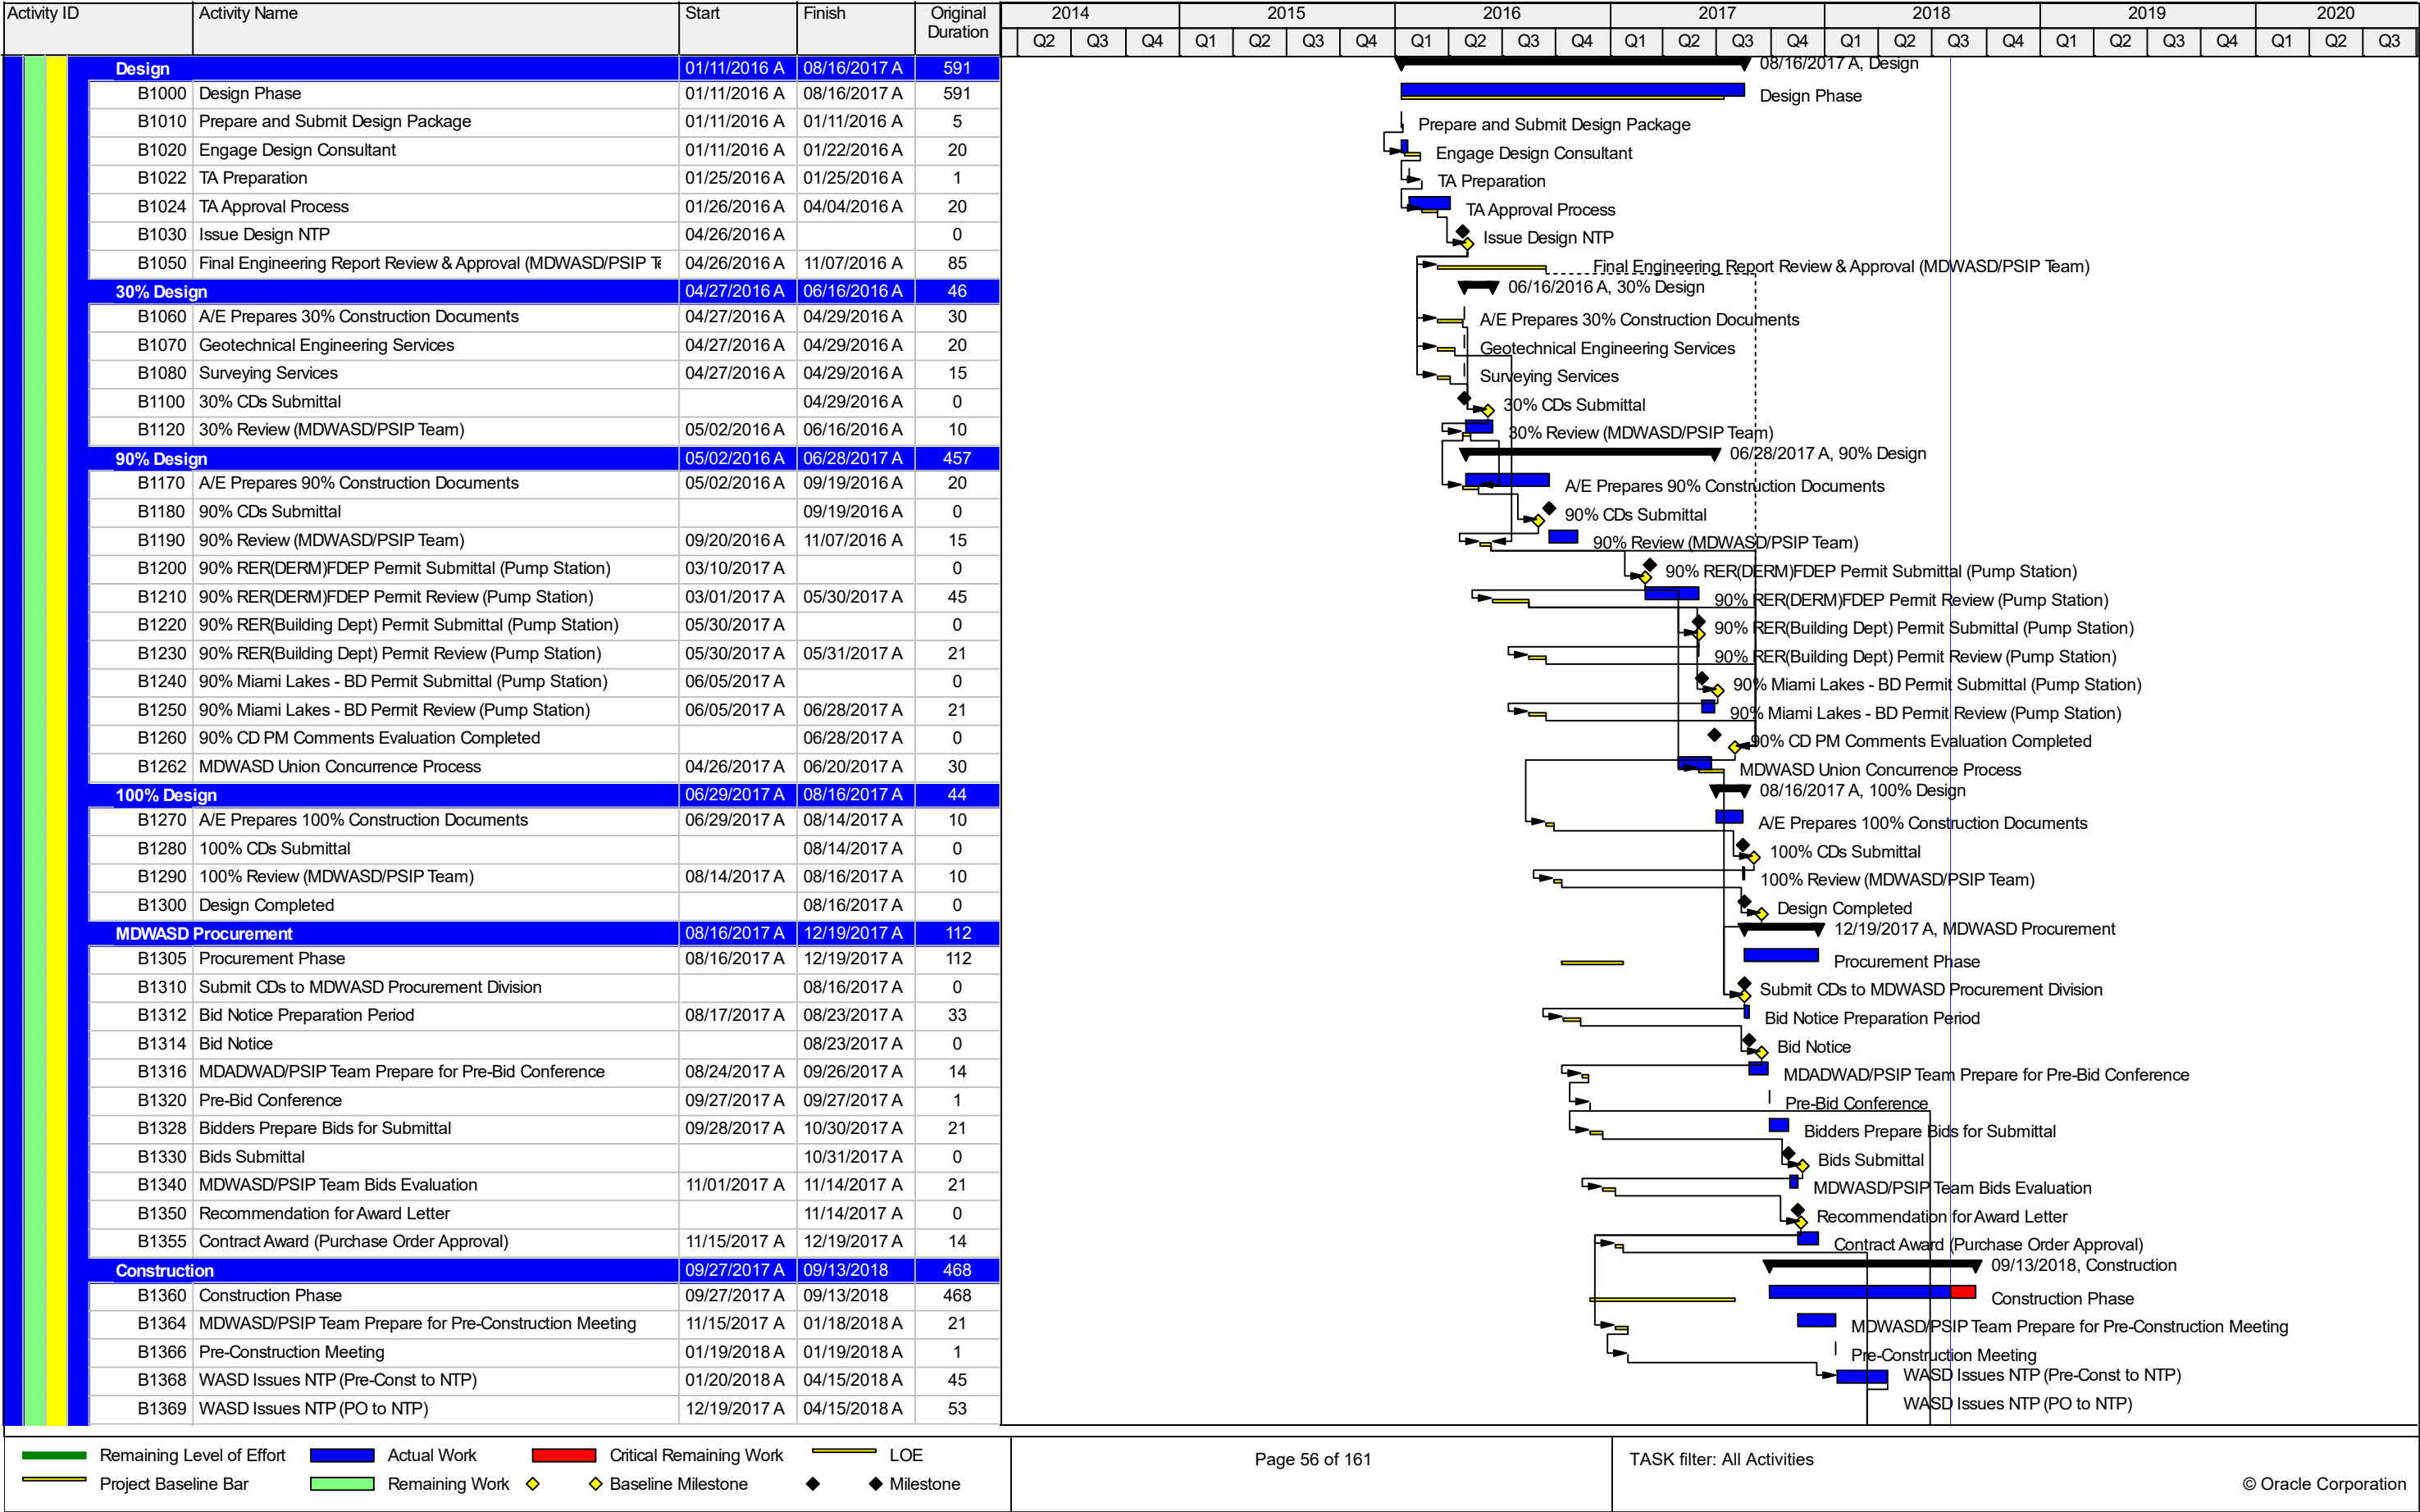 Activity ID Activity Name Start Finish Original Duration 2014 2015 2016 2017 2018 2019 2020
Q2 Q3 Q4 Q1 Q2 Q3 Q4 Q1 Q2 Q3 Q4 Q1 Q2 Q3 Q4 Q1 Q2 Q3 Q4 Q1 Q2 Q3 Q4 Q1 Q2 Q3
Design 01/11/2016 A 08/16/2017 A 591 08/16/2017 A, Design
B1000 Design Phase 01/11/2016 A 08/16/2017 A 591 Design Phase
B1010 Prepare and Submit Design Package 01/11/2016 A 01/11/2016 A 5 Prepare and Submit Design Package
B1020 Engage Design Consultant 01/11/2016 A 01/22/2016 A 20 Engage Design Consultant
B1022 TA Preparation 01/25/2016 A 01/25/2016 A 1 TA Preparation
B1024 TA Approval Process 01/26/2016 A 04/04/2016 A 20 TA Approval Process
B1030 Issue Design NTP 04/26/2016 A 0 Issue Design NTP
B1050 Final Engineering Report Review & Approval (MDWASD/PSIP Te 04/26/2016 A 11/07/2016 A 85 Final Engineering Report Review & Approval (MDWASD/PSIP Team)
30% Design 04/27/2016 A 06/16/2016 A 46 06/16/2016 A, 30% Design
B1060 A/E Prepares 30% Construction Documents 04/27/2016 A 04/29/2016 A 30 A/E Prepares 30% Construction Documents
B1070 Geotechnical Engineering Services 04/27/2016 A 04/29/2016 A 20 Geotechnical Engineering Services
B1080 Surveying Services 04/27/2016 A 04/29/2016 A 15 Surveying Services
B1100 30% CDs Submittal 04/29/2016 A 0 30% CDs Submittal
B1120 30% Review (MDWASD/PSIP Team) 05/02/2016 A 06/16/2016 A 10 30% Review (MDWASD/PSIP Team)
90% Design 05/02/2016 A 06/28/2017 A 457 06/28/2017 A, 90% Design
B1170 A/E Prepares 90% Construction Documents 05/02/2016 A 09/19/2016 A 20 A/E Prepares 90% Construction Documents
B1180 90% CDs Submittal 09/19/2016 A 0 90% CDs Submittal
B1190 90% Review (MDWASD/PSIP Team) 09/20/2016 A 11/07/2016 A 15 90% Review (MDWASD/PSIP Team)
B1200 90% RER(DERM)FDEP Permit Submittal (Pump Station) 03/10/2017 A 0 90% RER(DERM)FDEP Permit Submittal (Pump Station)
B1210 90% RER(DERM)FDEP Permit Review (Pump Station) 03/01/2017 A 05/30/2017 A 45 90% RER(DERM)FDEP Permit Review (Pump Station)
B1220 90% RER(Building Dept) Permit Submittal (Pump Station) 05/30/2017 A 0 90% RER(Building Dept) Permit Submittal (Pump Station)
B1230 90% RER(Building Dept) Permit Review (Pump Station) 05/30/2017 A 05/31/2017 A 21 90% RER(Building Dept) Permit Review (Pump Station)
B1240 90% Miami Lakes - BD Permit Submittal (Pump Station) 06/05/2017 A 0 90% Miami Lakes - BD Permit Submittal (Pump Station)
B1250 90% Miami Lakes - BD Permit Review (Pump Station) 06/05/2017 A 06/28/2017 A 21 90% Miami Lakes - BD Permit Review (Pump Station)
B1260 90% CD PM Comments Evaluation Completed 06/28/2017 A 0 90% CD PM Comments Evaluation Completed
B1262 MDWASD Union Concurrence Process 04/26/2017 A 06/20/2017 A 30 MDWASD Union Concurrence Process
100% Design 06/29/2017 A 08/16/2017 A 44 08/16/2017 A, 100% Design
B1270 A/E Prepares 100% Construction Documents 06/29/2017 A 08/14/2017 A 10 A/E Prepares 100% Construction Documents
B1280 100% CDs Submittal 08/14/2017 A 0 100% CDs Submittal
B1290 100% Review (MDWASD/PSIP Team) 08/14/2017 A 08/16/2017 A 10 100% Review (MDWASD/PSIP Team)
B1300 Design Completed 08/16/2017 A 0 Design Completed
MDWASD Procurement 08/16/2017 A 12/19/2017 A 112 12/19/2017 A, MDWASD Procurement
B1305 Procurement Phase 08/16/2017 A 12/19/2017 A 112 Procurement Phase
B1310 Submit CDs to MDWASD Procurement Division 08/16/2017 A 0 Submit CDs to MDWASD Procurement Division
B1312 Bid Notice Preparation Period 08/17/2017 A 08/23/2017 A 33 Bid Notice Preparation Period
B1314 Bid Notice 08/23/2017 A 0 Bid Notice
B1316 MDADWAD/PSIP Team Prepare for Pre-Bid Conference 08/24/2017 A 09/26/2017 A 14 MDADWAD/PSIP Team Prepare for Pre-Bid Conference
B1320 Pre-Bid Conference 09/27/2017 A 09/27/2017 A 1 Pre-Bid Conference
B1328 Bidders Prepare Bids for Submittal 09/28/2017 A 10/30/2017 A 21 Bidders Prepare Bids for Submittal
B1330 Bids Submittal 10/31/2017 A 0 Bids Submittal
B1340 MDWASD/PSIP Team Bids Evaluation 11/01/2017 A 11/14/2017 A 21 MDWASD/PSIP Team Bids Evaluation
B1350 Recommendation for Award Letter 11/14/2017 A 0 Recommendation for Award Letter
B1355 Contract Award (Purchase Order Approval) 11/15/2017 A 12/19/2017 A 14 Contract Award (Purchase Order Approval)
Construction 09/27/2017 A 09/13/2018 468 09/13/2018, Construction
B1360 Construction Phase 09/27/2017 A 09/13/2018 468 Construction Phase
B1364 MDWASD/PSIP Team Prepare for Pre-Construction Meeting 11/15/2017 A 01/18/2018 A 21 MDWASD/PSIP Team Prepare for Pre-Construction Meeting
B1366 Pre-Construction Meeting 01/19/2018 A 01/19/2018 A 1 Pre-Construction Meeting
B1368 WASD Issues NTP (Pre-Const to NTP) 01/20/2018 A 04/15/2018 A 45 WASD Issues NTP (Pre-Const to NTP)
B1369 WASD Issues NTP (PO to NTP) 12/19/2017 A 04/15/2018 A 53 WASD Issues NTP (PO to NTP)
Remaining Level of Effort Actual Work Critical Remaining Work LOE Page 56 of 161 TASK filter: All Activities
Project Baseline Bar Remaining Work Baseline Milestone Milestone © Oracle Corporation